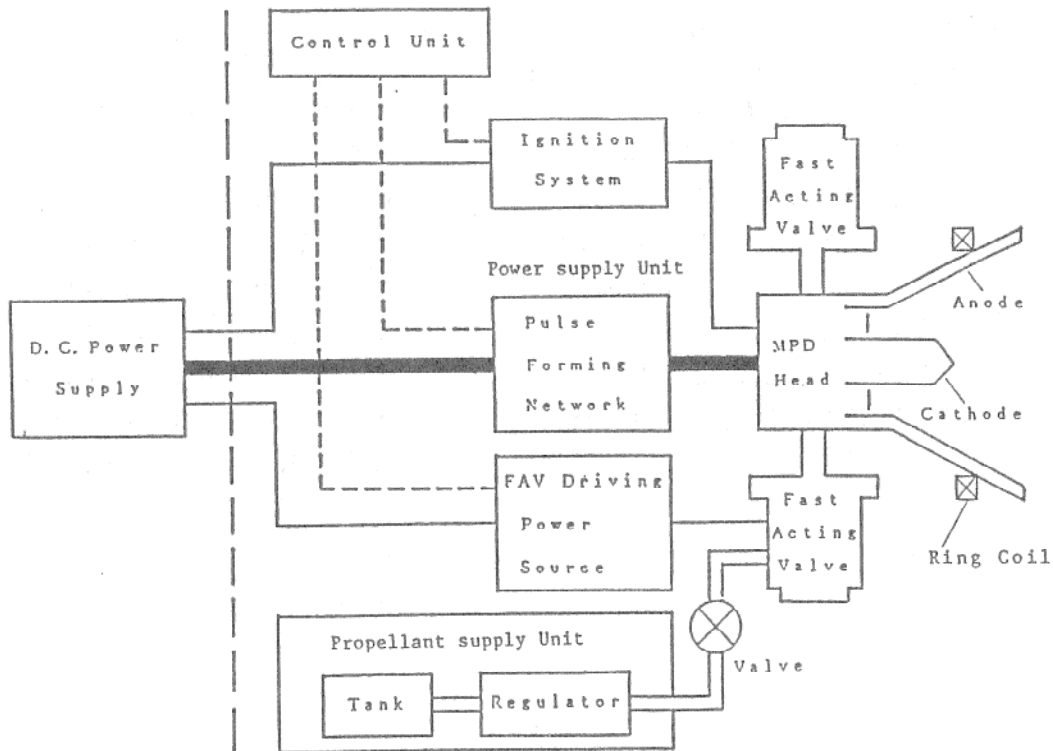 Control Unit
Ignition
System
Fast
Acting
Valve
Power supply Unit
Anode
D.C. Power
Supply
Pulse
Forming
Network
MPD
Head
Cathode
FAV Driving
Power
Source
Fast
Acting
Valve
Ring Coil
Propellant supply Unit
Valve
Tank
Regulator